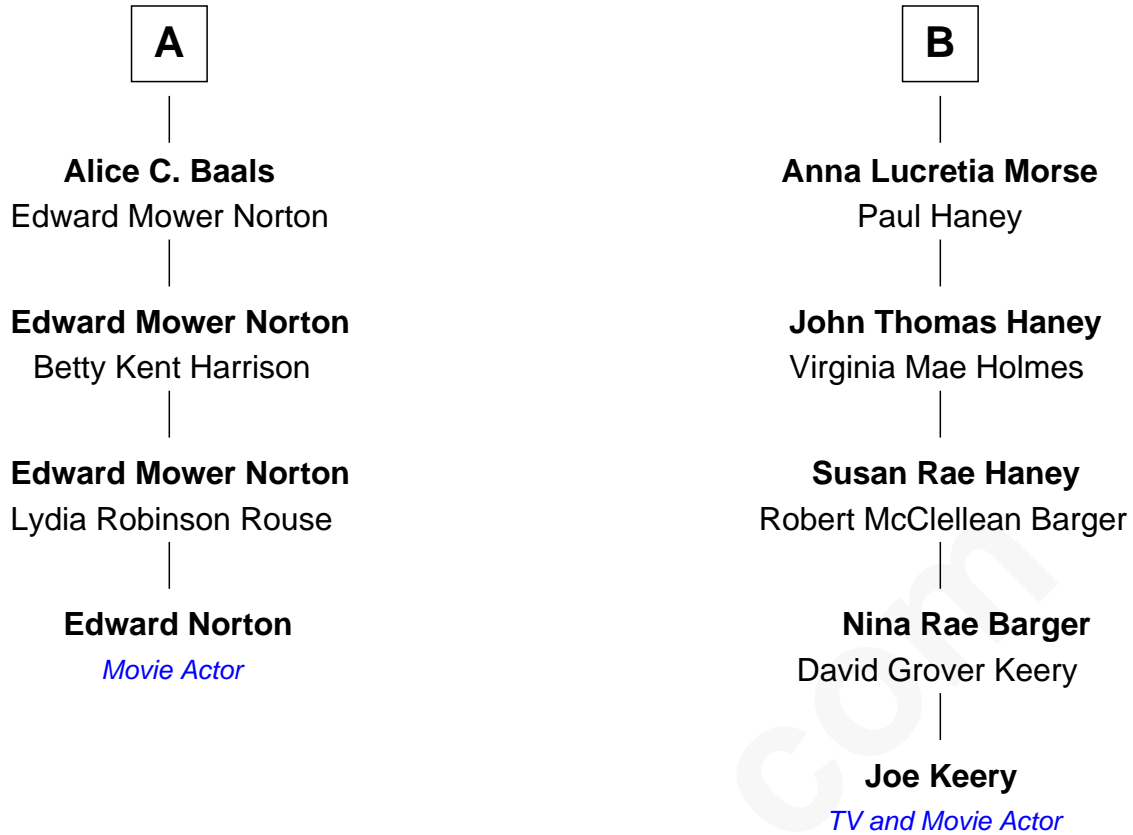 A
Alice C. Baals
Edward Mower Norton
Edward Mower Norton
Betty Kent Harrison
Edward Mower Norton
Lydia Robinson Rouse
Edward Norton
Movie Actor
B
Anna Lucretia Morse
Paul Haney
John Thomas Haney
Virginia Mae Holmes
Susan Rae Haney
Robert McClellean Barger
Nina Rae Barger
David Grover Keery
Joe Keery
TV and Movie Actor
com